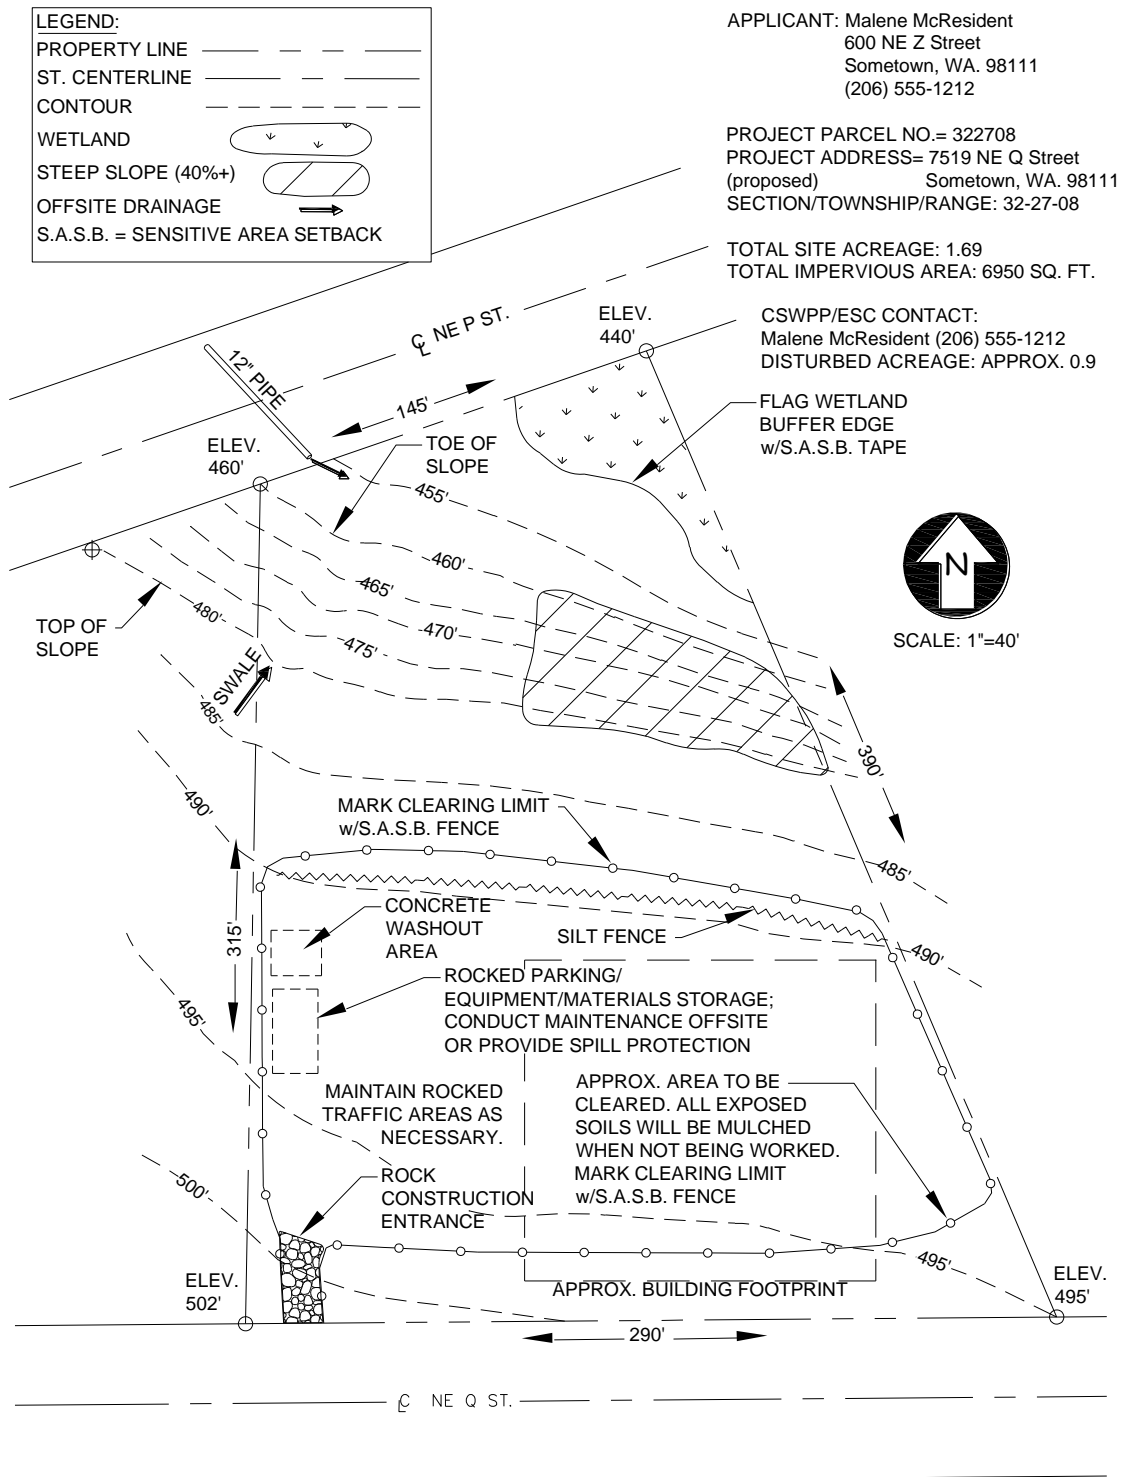 LEGEND:
PROPERTY LINE
ST. CENTERLINE
CONTOUR
WETLAND
STEEP SLOPE (40%+)
OFFSITE DRAINAGE
S.A.S.B. = SENSITIVE AREA SETBACK
APPLICANT: Malene McResident
600 NE Z Street
Sometown, WA. 98111
(206) 555-1212
PROJECT PARCEL NO.= 322708
PROJECT ADDRESS= 7519 NE Q Street
(proposed) Sometown, WA. 98111
SECTION/TOWNSHIP/RANGE: 32-27-08
TOTAL SITE ACREAGE: 1.69
TOTAL IMPERVIOUS AREA: 6950 SQ. FT.
CSWPP/ESC CONTACT:
Malene McResident (206) 555-1212
DISTURBED ACREAGE: APPROX. 0.9
ELEV.
440'
℄ NE P ST.
12" PIPE
145'
FLAG WETLAND
BUFFER EDGE
w/S.A.S.B. TAPE
ELEV.
460'
TOE OF
SLOPE
455'
460'
465'
470'
475'
480'
TOP OF
SLOPE
SWALE
485'
N
SCALE: 1"=40'
390'
490'
MARK CLEARING LIMIT
w/S.A.S.B. FENCE
485'
315'
CONCRETE
WASHOUT
AREA
SILT FENCE
490'
ROCKED PARKING/
EQUIPMENT/MATERIALS STORAGE;
CONDUCT MAINTENANCE OFFSITE
OR PROVIDE SPILL PROTECTION
495'
MAINTAIN ROCKED
TRAFFIC AREAS AS
NECESSARY.
APPROX. AREA TO BE
CLEARED. ALL EXPOSED
SOILS WILL BE MULCHED
WHEN NOT BEING WORKED.
MARK CLEARING LIMIT
w/S.A.S.B. FENCE
500'
ROCK
CONSTRUCTION
ENTRANCE
495'
ELEV.
502'
APPROX. BUILDING FOOTPRINT
ELEV.
495'
290'
℄ NE Q ST.